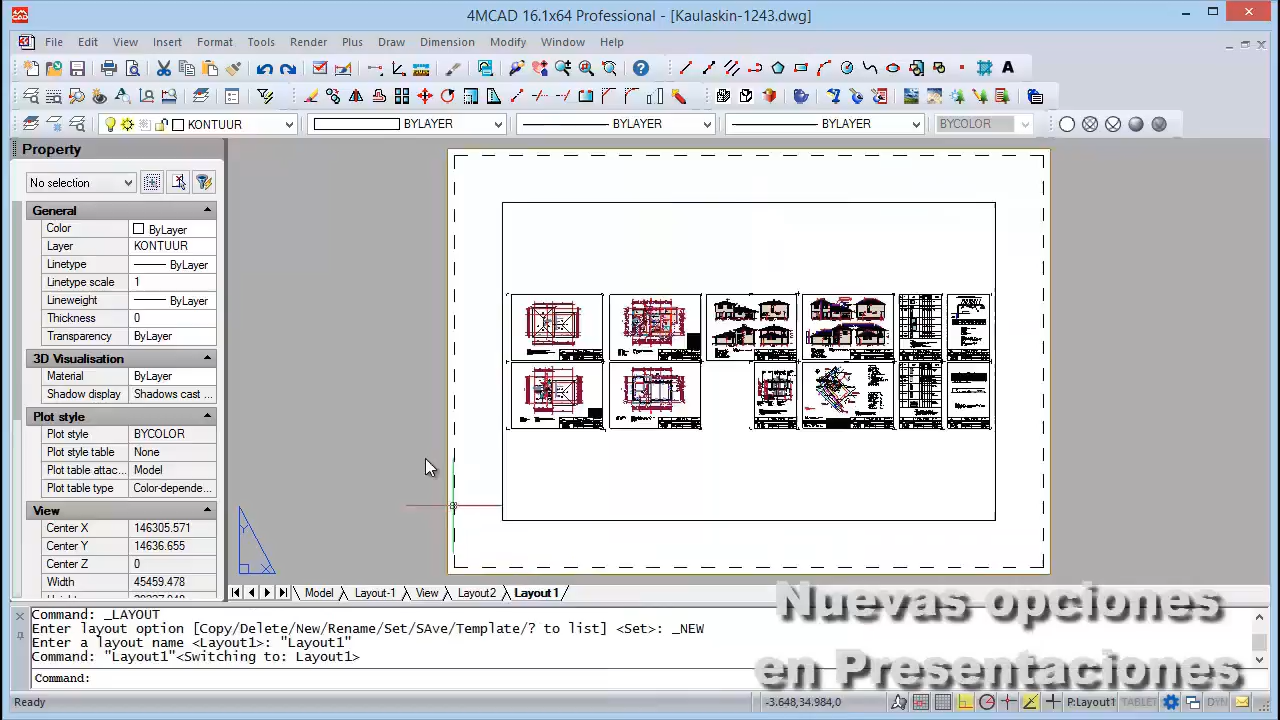 4MCAD 16.1x64 Professional - [Kaulaskin-1243.dwg]
File Edit View Insert Format Tools Render Plus Draw Dimension Modify Window Help
KONTUUR BYLAYER BYLAYER BYLAYER BYCOLOR
Property
No selection
General
Color ByLayer
Layer KONTUUR
Linetype ByLayer
Linetype scale 1
Lineweight ByLayer
Thickness 0
Transparency ByLayer
3D Visualisation
Material ByLayer
Shadow display Shadows cast ...
Plot style
Plot style BYCOLOR
Plot style table None
Plot table attac... Model
Plot table type Color-depende...
View
Center X 146305.571
Center Y 14636.655
Center Z 0
Width 45459.478
Y
X
Model Layout-1 View Layout2 Layout1
Command: _LAYOUT
Enter layout option [Copy/Delete/New/Rename/Set/SAve/Template/? to list] <Set>: _NEW
Enter a layout name <Layout1>: "Layout1"
Command: "Layout1"<Switching to: Layout1>
Command:
Nuevas opciones
en Presentaciones
Ready -3.648,34.984,0 P:Layout1 TABLET DYN